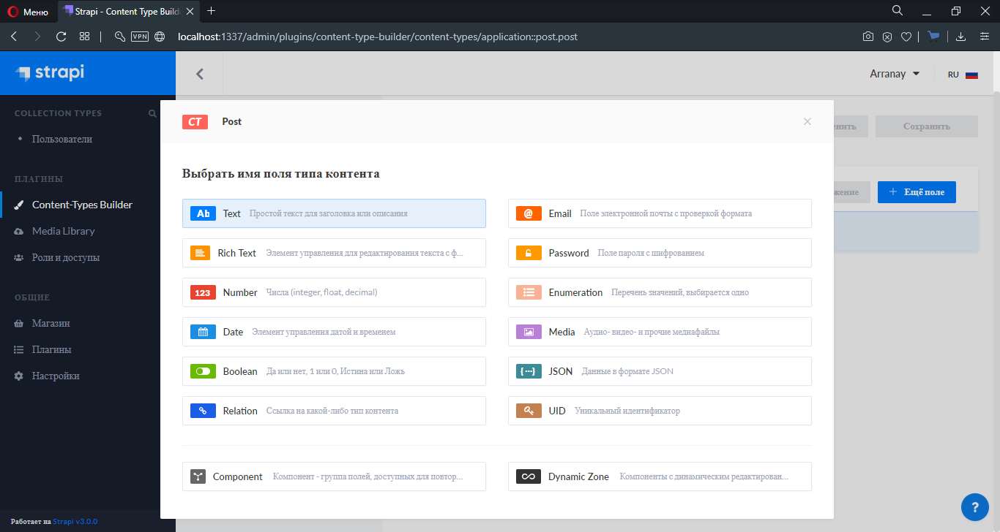 Меню
Strapi - Content Type Build
VPN
localhost:1337/admin/plugins/content-type-builder/content-types/application::post.post
strapi
Arranay
RU
COLLECTION TYPES
Пользователи
ПЛАГИНЫ
Content-Types Builder
Media Library
Роли и доступы
ОБЩИЕ
Магазин
Плагины
Настройки
Работает на Strapi v3.0.0
CT Post
Сохранить
Ещё поле
Выбрать имя поля типа контента
Ab Text Простой текст для заголовка или описания
@ Email Поле электронной почты с проверкой формата
Rich Text Элемент управления для редактирования текста с ф...
Password Поле пароля с шифрованием
123 Number Числа (integer, float, decimal)
Enumeration Перечень значений, выбирается одно
Date Элемент управления датой и временем
Media Аудио- видео- и прочие медиафайлы
Boolean Да или нет, 1 или 0, Истина или Ложь
JSON Данные в формате JSON
Relation Ссылка на какой-либо тип контента
UID Уникальный идентификатор
Component Компонент - группа полей, доступных для повтор...
Dynamic Zone Компоненты с динамическим редактирован...
?